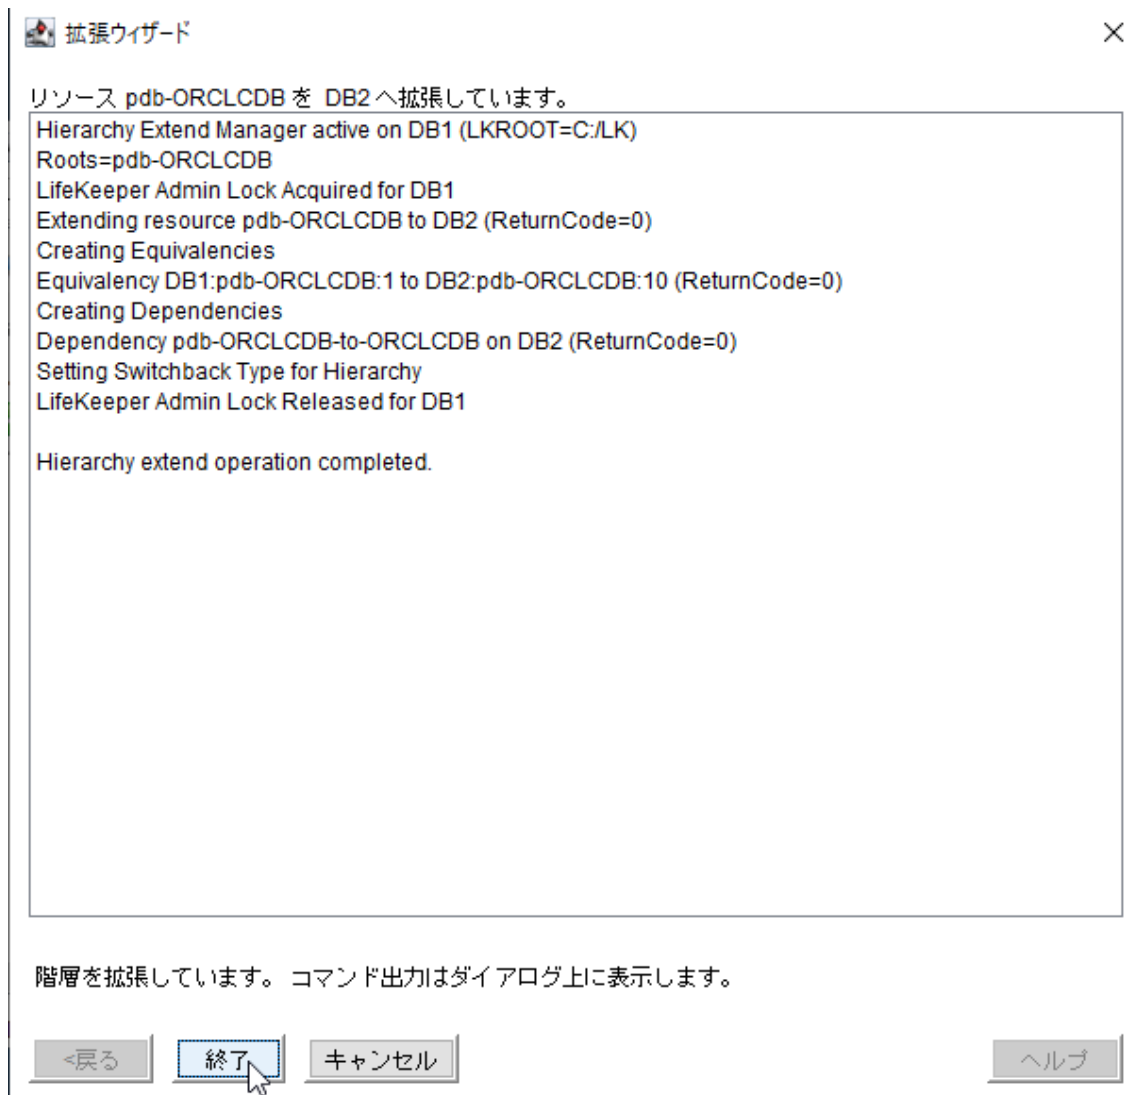 拡張ウィザード
リソース pdb-ORCLCDB を DB2 へ拡張しています。
Hierarchy Extend Manager active on DB1 (LKROOT=C:/LK)
Roots=pdb-ORCLCDB
LifeKeeper Admin Lock Acquired for DB1
Extending resource pdb-ORCLCDB to DB2 (ReturnCode=0)
Creating Equivalencies
Equivalency DB1:pdb-ORCLCDB:1 to DB2:pdb-ORCLCDB:10 (ReturnCode=0)
Creating Dependencies
Dependency pdb-ORCLCDB-to-ORCLCDB on DB2 (ReturnCode=0)
Setting Switchback Type for Hierarchy
LifeKeeper Admin Lock Released for DB1
Hierarchy extend operation completed.
階層を拡張しています。 コマンド出力はダイアログ上に表示します。
<戻る 終了 キャンセル ヘルプ